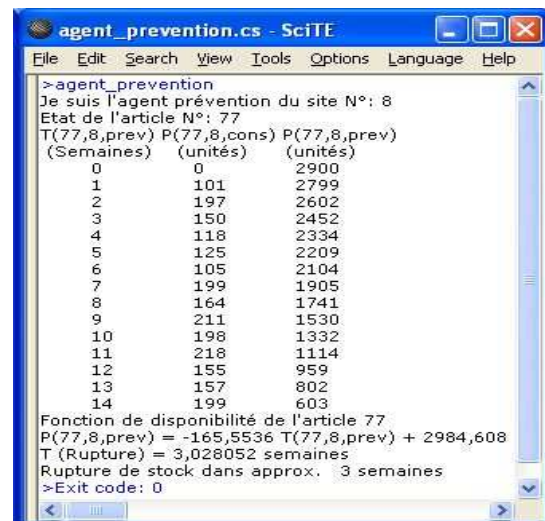 agent_prevention.cs - SciTE
File Edit Search View Tools Options Language Help
>agent_prevention
Je suis l'agent prévention du site N°: 8
Etat de l'article N°: 77
T(77,8,prev) P(77,8,cons) P(77,8,prev)
(Semaines) (unités) (unités)
0 0 2900
1 101 2799
2 197 2602
3 150 2452
4 118 2334
5 125 2209
6 105 2104
7 199 1905
8 164 1741
9 211 1530
10 198 1332
11 218 1114
12 155 959
13 157 802
14 199 603
Fonction de disponibilité de l'article 77
P(77,8,prev) = -165,5536 T(77,8,prev) + 2984,608
T (Rupture) = 3,028052 semaines
Rupture de stock dans approx. 3 semaines
>Exit code: 0